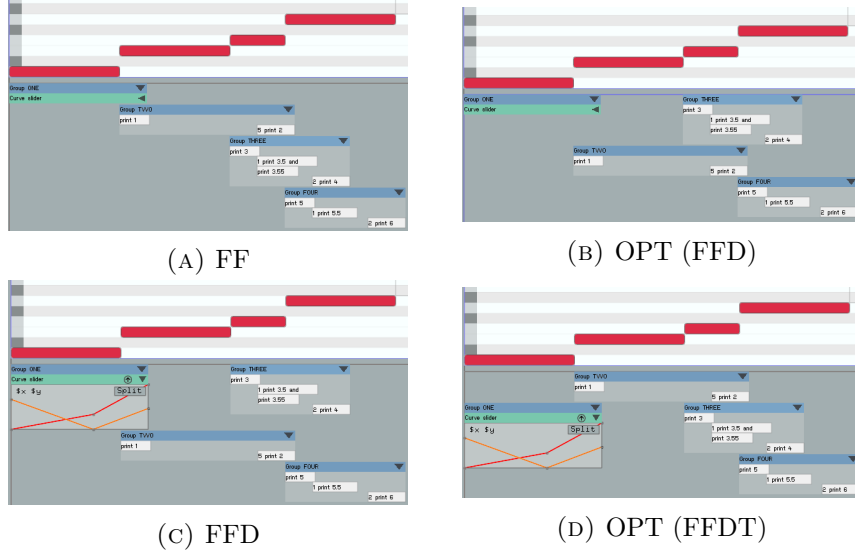 Group ONE
Curve slider
Group TWO
print 1
5 print 2
Group THREE
print 3
1 print 3.5 and
print 3.55
2 print 4
Group FOUR
print 5
1 print 5.5
2 print 6
(A) FF
Group ONE
Curve slider
Group THREE
print 3
1 print 3.5 and
print 3.55
2 print 4
Group TWO
print 1
5 print 2
Group FOUR
print 5
1 print 5.5
2 print 6
(B) OPT (FFD)
Group ONE
Curve slider
$x $y
Split
Group THREE
print 3
1 print 3.5 and
print 3.55
2 print 4
Group TWO
print 1
5 print 2
Group FOUR
print 5
1 print 5.5
2 print 6
(C) FFD
Group TWO
print 1
5 print 2
Group ONE
Curve slider
$x $y
Split
Group THREE
print 3
1 print 3.5 and
print 3.55
2 print 4
Group FOUR
print 5
1 print 5.5
2 print 6
(D) OPT (FFDT)